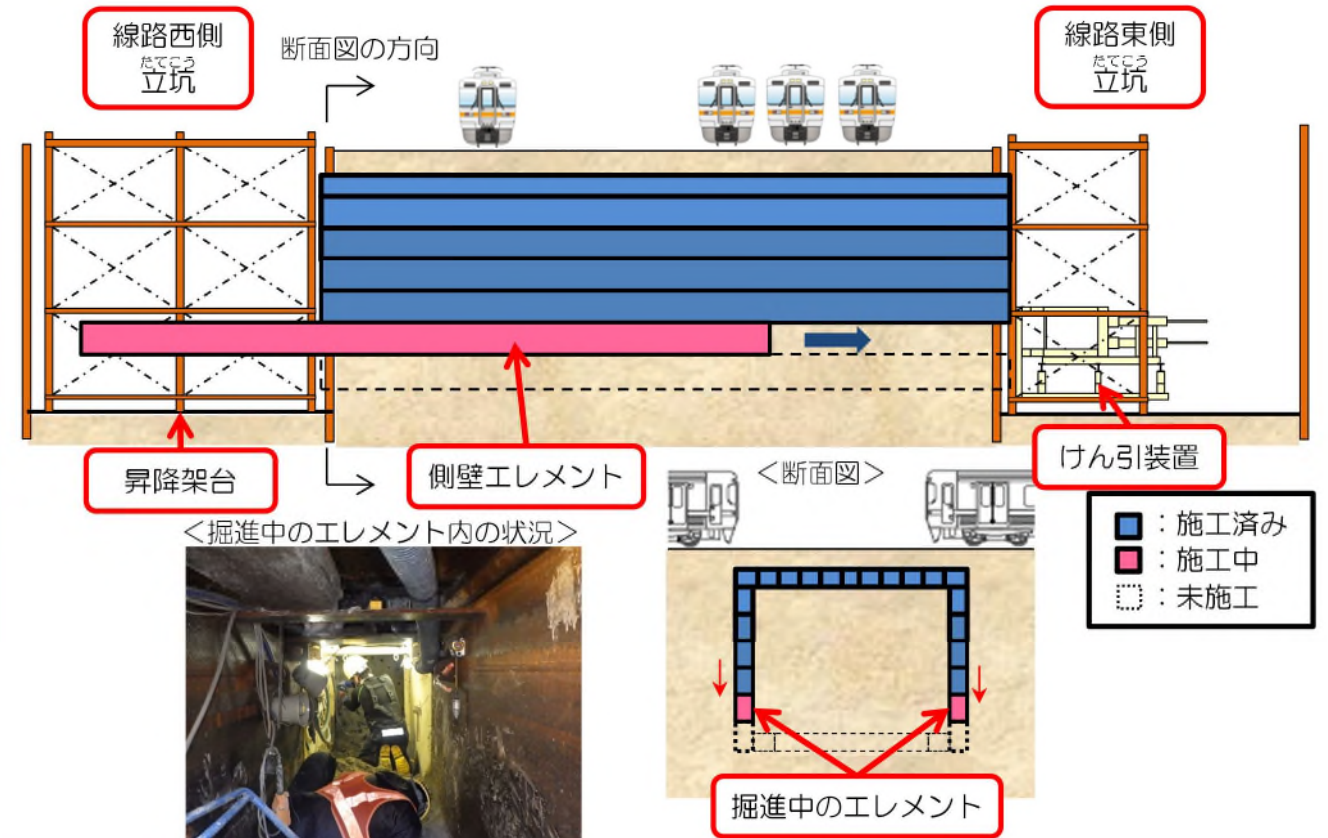 線路西側
たてこう
立坑
断面図の方向
線路東側
たてこう
立坑
昇降架台
側壁エレメント
＜断面図＞
けん引装置
＜掘進中のエレメント内の状況＞
：施工済み
：施工中
：未施工
掘進中のエレメント